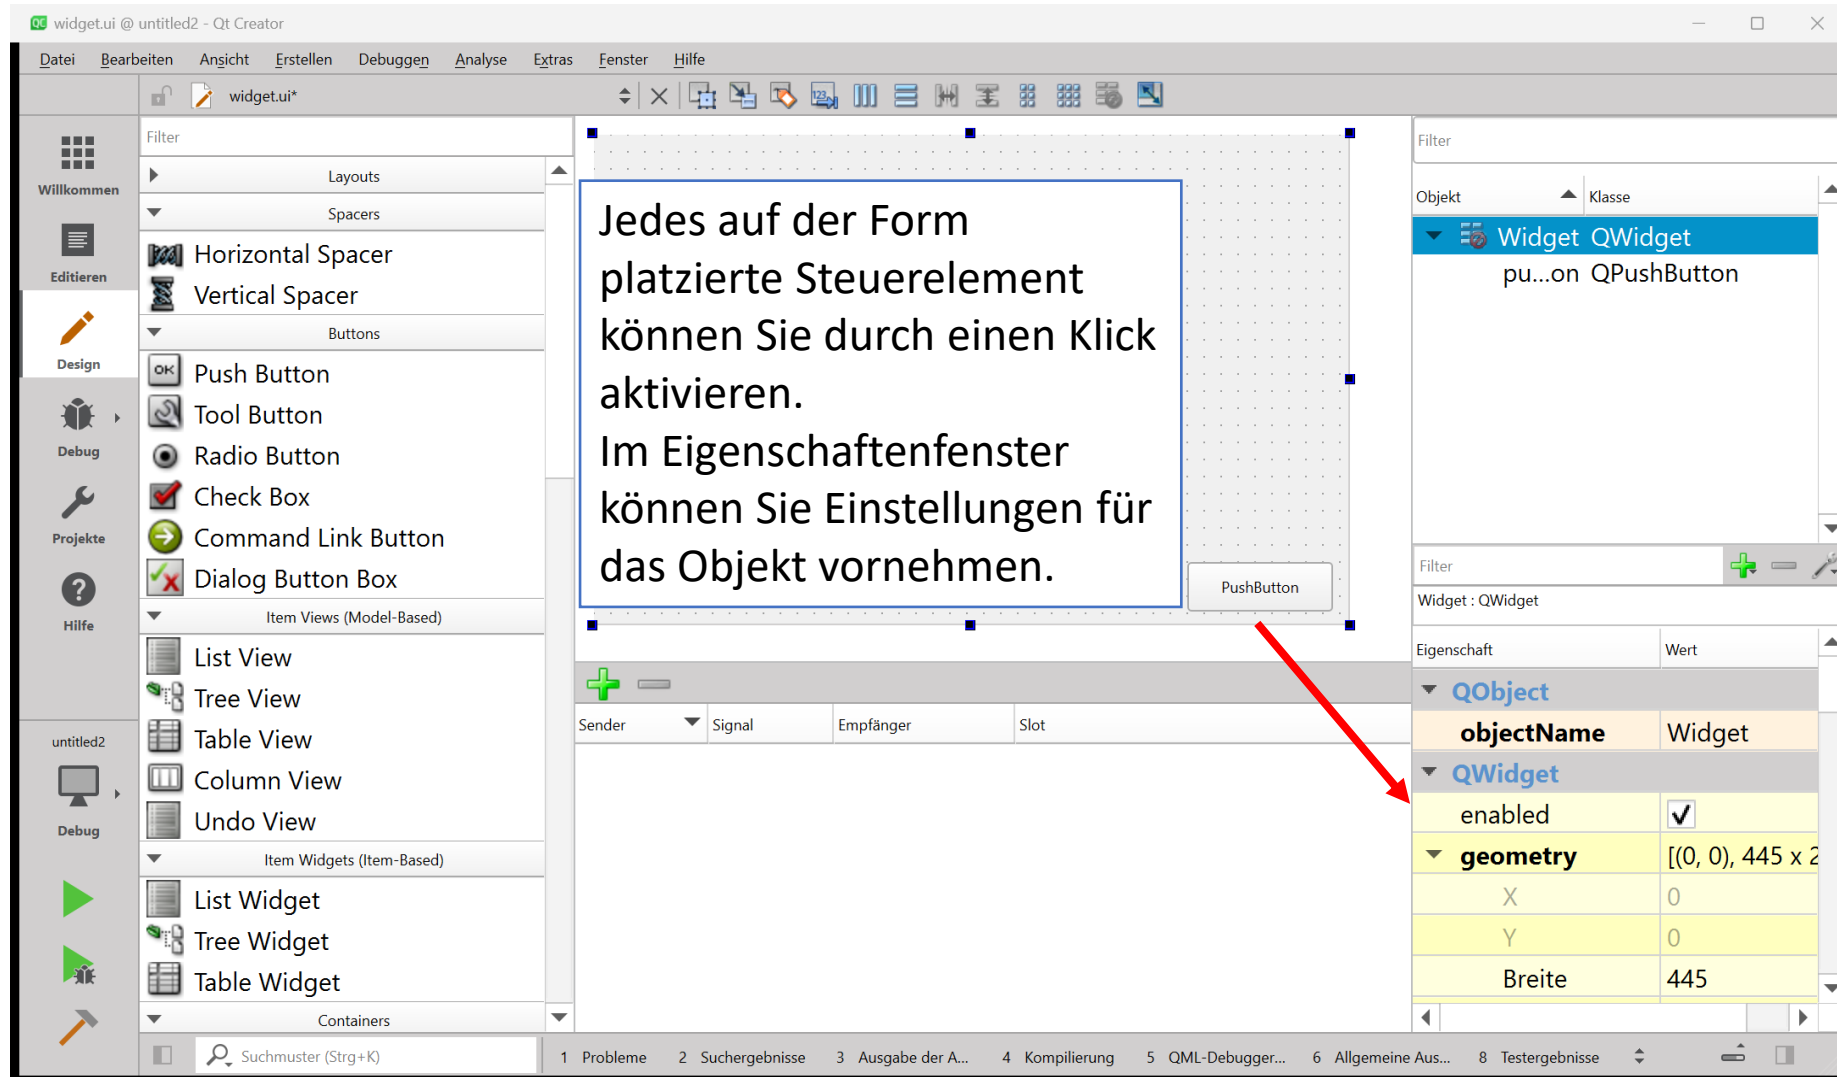 widget.ui @ untitled2 - Qt Creator
Datei Bearbeiten Ansicht Erstellen Debuggen Analyse Extras Fenster Hilfe
widget.ui*
Willkommen
Editieren
Design
Debug
Projekte
Hilfe
untitled2
Debug
Filter
Layouts
Spacers
Horizontal Spacer
Vertical Spacer
Buttons
OK Push Button
Tool Button
Radio Button
Check Box
Command Link Button
Dialog Button Box
Item Views (Model-Based)
List View
Tree View
Table View
Column View
Undo View
Item Widgets (Item-Based)
List Widget
Tree Widget
Table Widget
Containers
Jedes auf der Form
platzierte Steuerelement
können Sie durch einen Klick
aktivieren.
Im Eigenschaftenfenster
können Sie Einstellungen für
das Objekt vornehmen.
PushButton
Sender Signal Empfänger Slot
Filter
Objekt Klasse
Widget QWidget
pu...on QPushButton
Filter
Widget : QWidget
Eigenschaft Wert
QObject
objectName Widget
QWidget
enabled
geometry [(0, 0), 445 x 2
X 0
Y 0
Breite 445
Suchmuster (Strg+K) 1 Probleme 2 Suchergebnisse 3 Ausgabe der A... 4 Kompilierung 5 QML-Debugger... 6 Allgemeine Aus... 8 Testergebnisse